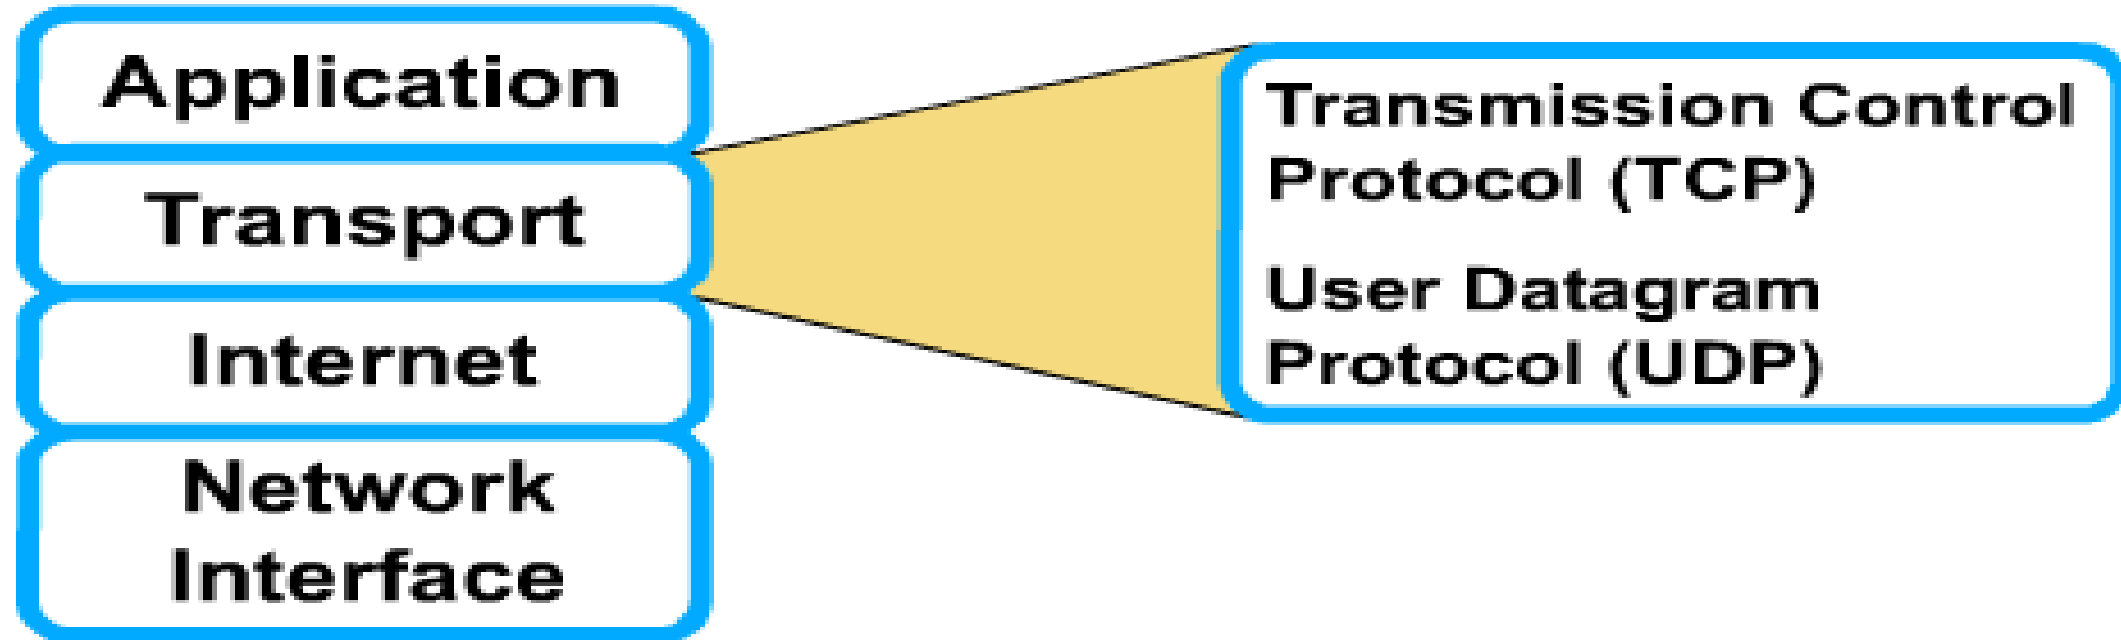 Application
Transport
Internet
Network
Interface
Transmission Control
Protocol (TCP)
User Datagram
Protocol (UDP)